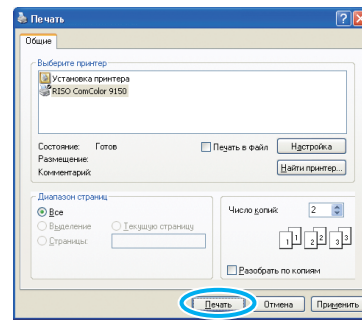 Печать
Общие
Выберите принтер
Установка принтера
RISO ComColor 9150
Состояние: Готов
Печать в файл
Настройка
Размещение:
Комментарий:
Найти принтер...
Диапазон страниц
Все
Выделение
Текущую страницу
Страницы:
Число копий: 2
1 1 2 2 3 3
Разобрать по копиям
Печать
Отмена
Применить